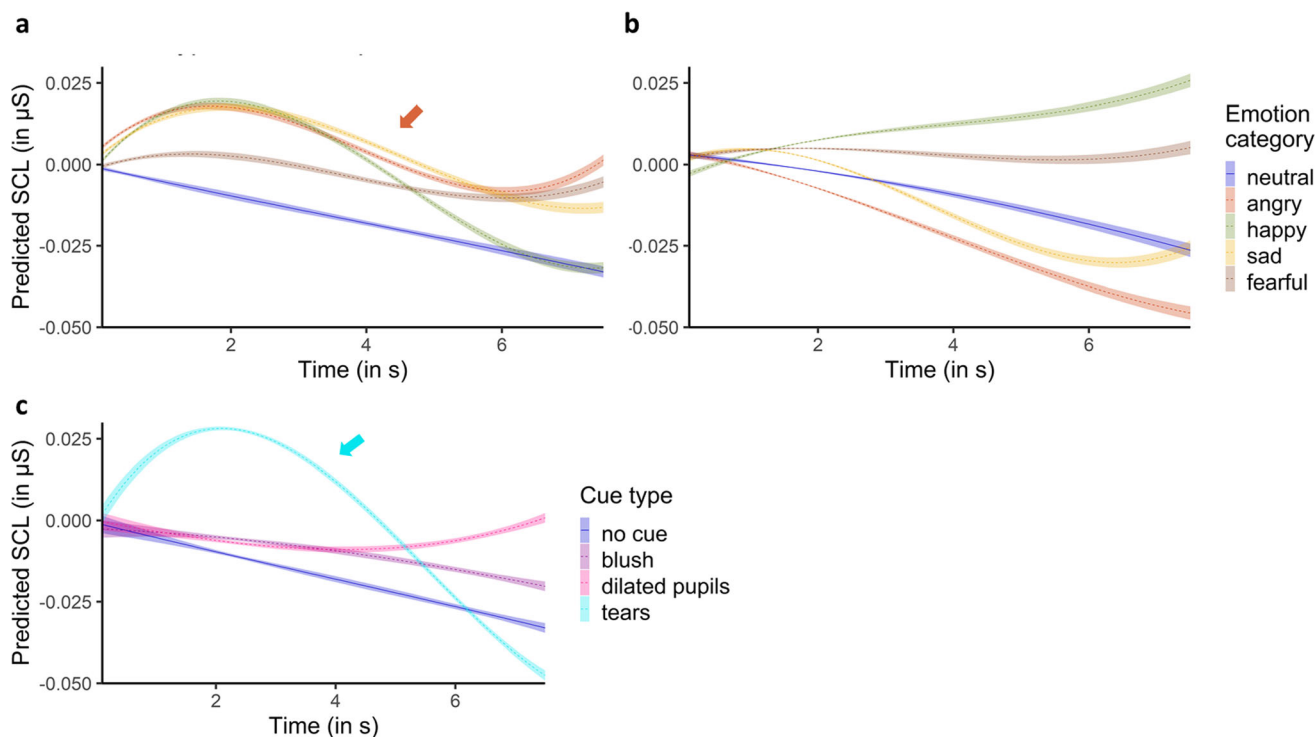 a
b
0.025
0.000
-0.025
-0.050
Predicted SCL (in µS)
2
4
6
Time (in s)
0.025
0.000
-0.025
-0.050
2
4
6
Time (in s)
Emotion
category
neutral
angry
happy
sad
fearful
c
0.025
0.000
-0.025
-0.050
Predicted SCL (in µS)
2
4
6
Time (in s)
Cue type
no cue
blush
dilated pupils
tears